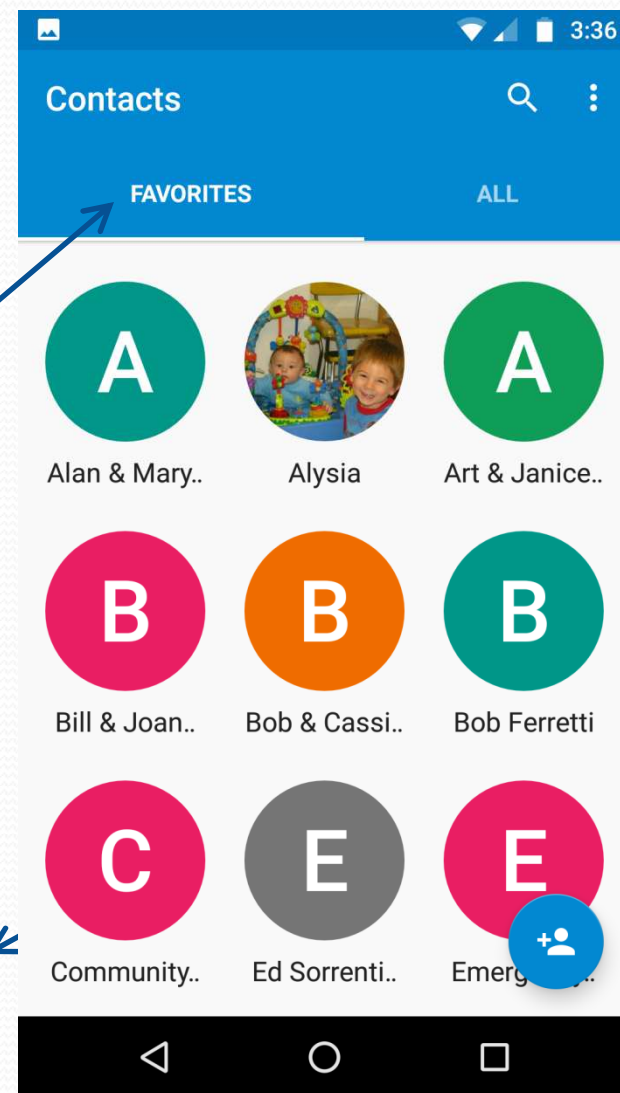 3:36
Contacts
FAVORITES ALL
A A
Alan & Mary.. Alysia Art & Janice..
B B B
Bill & Joan.. Bob & Cassi.. Bob Ferretti
C E E
Community.. Ed Sorrenti..